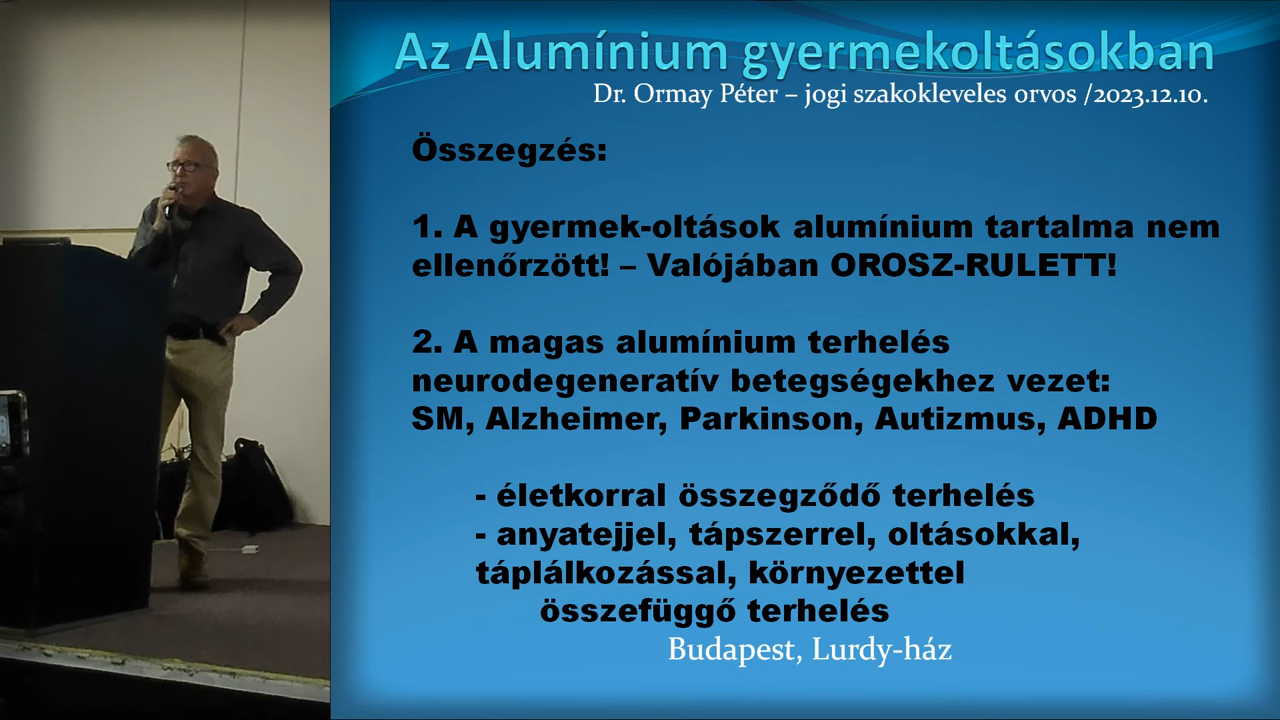 Az Alumínium gyermekoltásokban
Dr. Ormay Péter – jogi szakokleveles orvos /2023.12.10.
Összegzés:
1. A gyermek-oltások alumínium tartalma nem
ellenőrzött! – Valójában OROSZ-RULETT!
2. A magas alumínium terhelés
neurodegeneratív betegségekhez vezet:
SM, Alzheimer, Parkinson, Autizmus, ADHD
- életkorral összegződő terhelés
- anyatejjel, tápszerrel, oltásokkal,
táplálkozással, környezettel
összefüggő terhelés
Budapest, Lurdy-ház